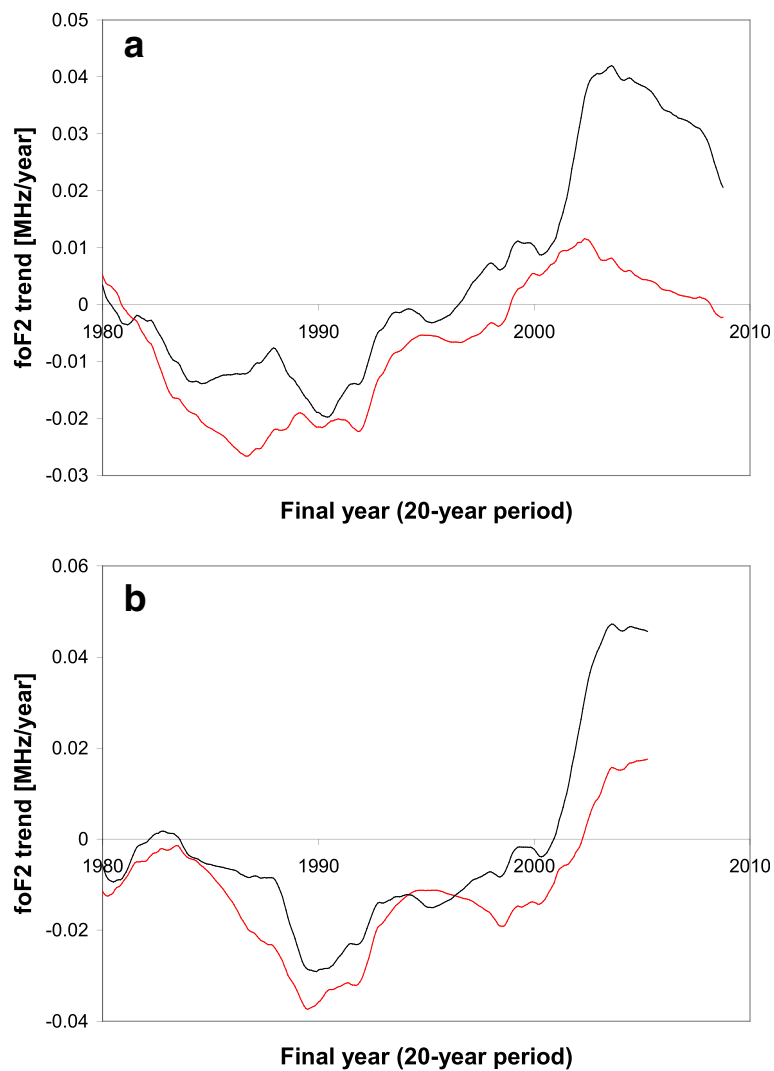 a
foF2 trend [MHz/year]
0.05
0.04
0.03
0.02
0.01
0
-0.01
-0.02
-0.03
1980 1990 2000 2010
Final year (20-year period)
b
foF2 trend [MHz/year]
0.06
0.04
0.02
0
-0.02
-0.04
1980 1990 2000 2010
Final year (20-year period)